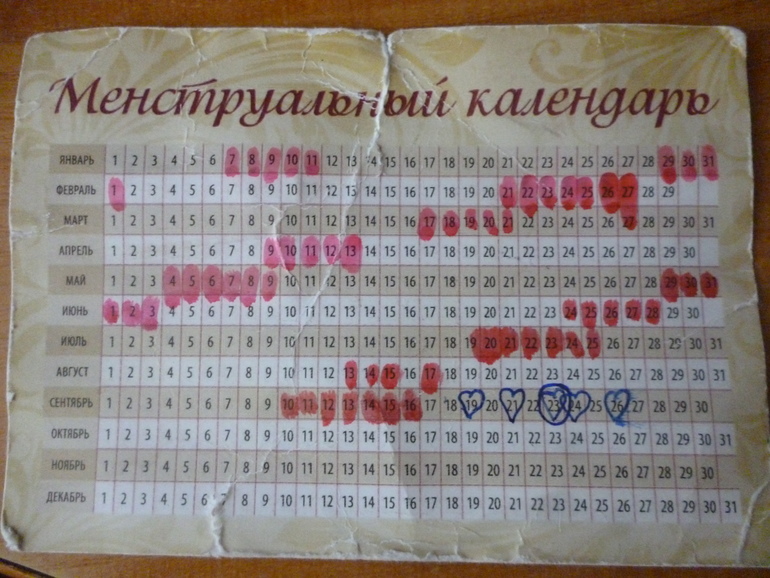 Менструальный календарь
ЯНВАРЬ 1 2 3 4 5 6 7 8 9 10 11 12 13 14 15 16 17 18 19 20 21 22 23 24 25 26 27 28 29 30 31
ФЕВРАЛЬ 1 2 3 4 5 6 7 8 9 10 11 12 13 14 15 16 17 18 19 20 21 22 23 24 25 26 27 28 29
МАРТ 1 2 3 4 5 6 7 8 9 10 11 12 13 14 15 16 17 18 19 20 21 22 23 24 25 26 27 28 29 30 31
АПРЕЛЬ 1 2 3 4 5 6 7 8 9 10 11 12 13 14 15 16 17 18 19 20 21 22 23 24 25 26 27 28 29 30
МАЙ 1 2 3 4 5 6 7 8 9 10 11 12 13 14 15 16 17 18 19 20 21 22 23 24 25 26 27 28 29 30 31
ИЮНЬ 1 2 3 4 5 6 7 8 9 10 11 12 13 14 15 16 17 18 19 20 21 22 23 24 25 26 27 28 29 30
ИЮЛЬ 1 2 3 4 5 6 7 8 9 10 11 12 13 14 15 16 17 18 19 20 21 22 23 24 25 26 27 28 29 30 31
АВГУСТ 1 2 3 4 5 6 7 8 9 10 11 12 13 14 15 16 17 18 19 20 21 22 23 24 25 26 27 28 29 30 31
СЕНТЯБРЬ 1 2 3 4 5 6 7 8 9 10 11 12 13 14 15 16 17 18 19 20 21 22 23 24 25 26 27 28 29 30
ОКТЯБРЬ 1 2 3 4 5 6 7 8 9 10 11 12 13 14 15 16 17 18 19 20 21 22 23 24 25 26 27 28 29 30 31
НОЯБРЬ 1 2 3 4 5 6 7 8 9 10 11 12 13 14 15 16 17 18 19 20 21 22 23 24 25 26 27 28 29 30
ДЕКАБРЬ 1 2 3 4 5 6 8 9 10 11 12 13 14 15 16 17 18 19 20 21 22 23 24 25 26 27 28 29 30 31